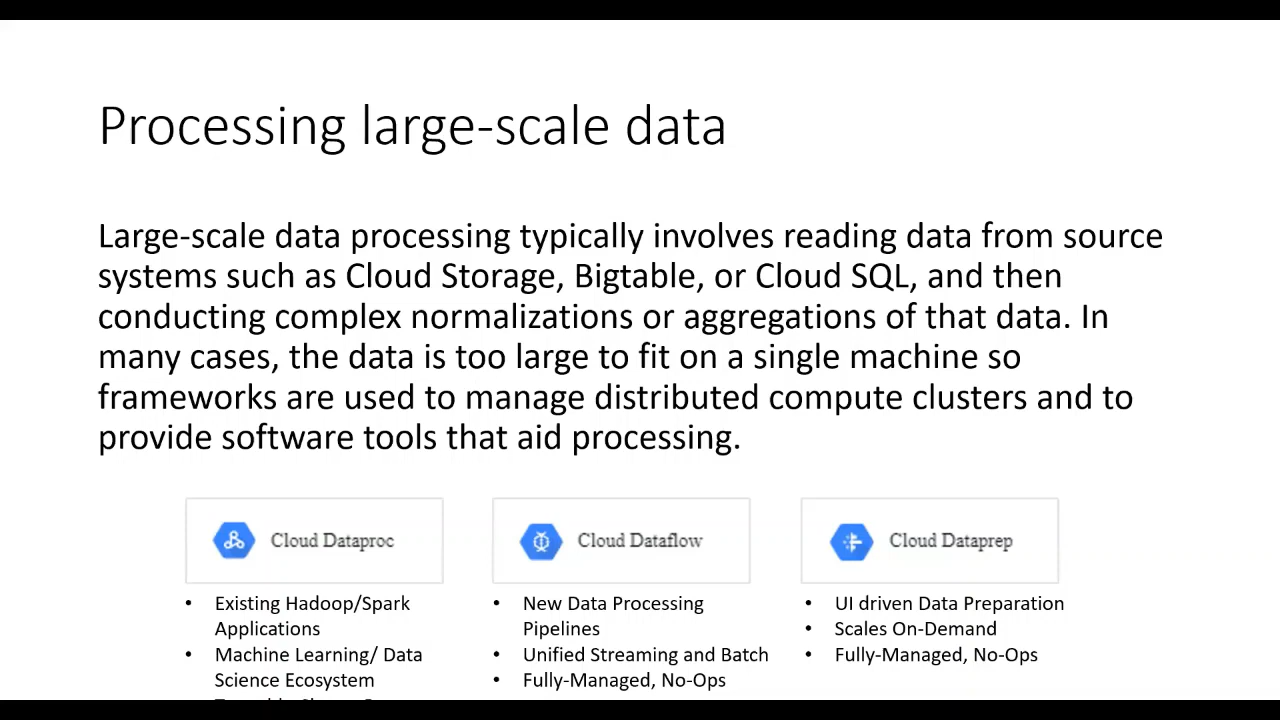 Processing large-scale data
Large-scale data processing typically involves reading data from source
systems such as Cloud Storage, Bigtable, or Cloud SQL, and then
conducting complex normalizations or aggregations of that data. In
many cases, the data is too large to fit on a single machine so
frameworks are used to manage distributed compute clusters and to
provide software tools that aid processing.
Cloud Dataproc
• Existing Hadoop/Spark
Applications
• Machine Learning/ Data
Science Ecosystem
Cloud Dataflow
• New Data Processing
Pipelines
• Unified Streaming and Batch
• Fully-Managed, No-Ops
Cloud Dataprep
• UI driven Data Preparation
• Scales On-Demand
• Fully-Managed, No-Ops